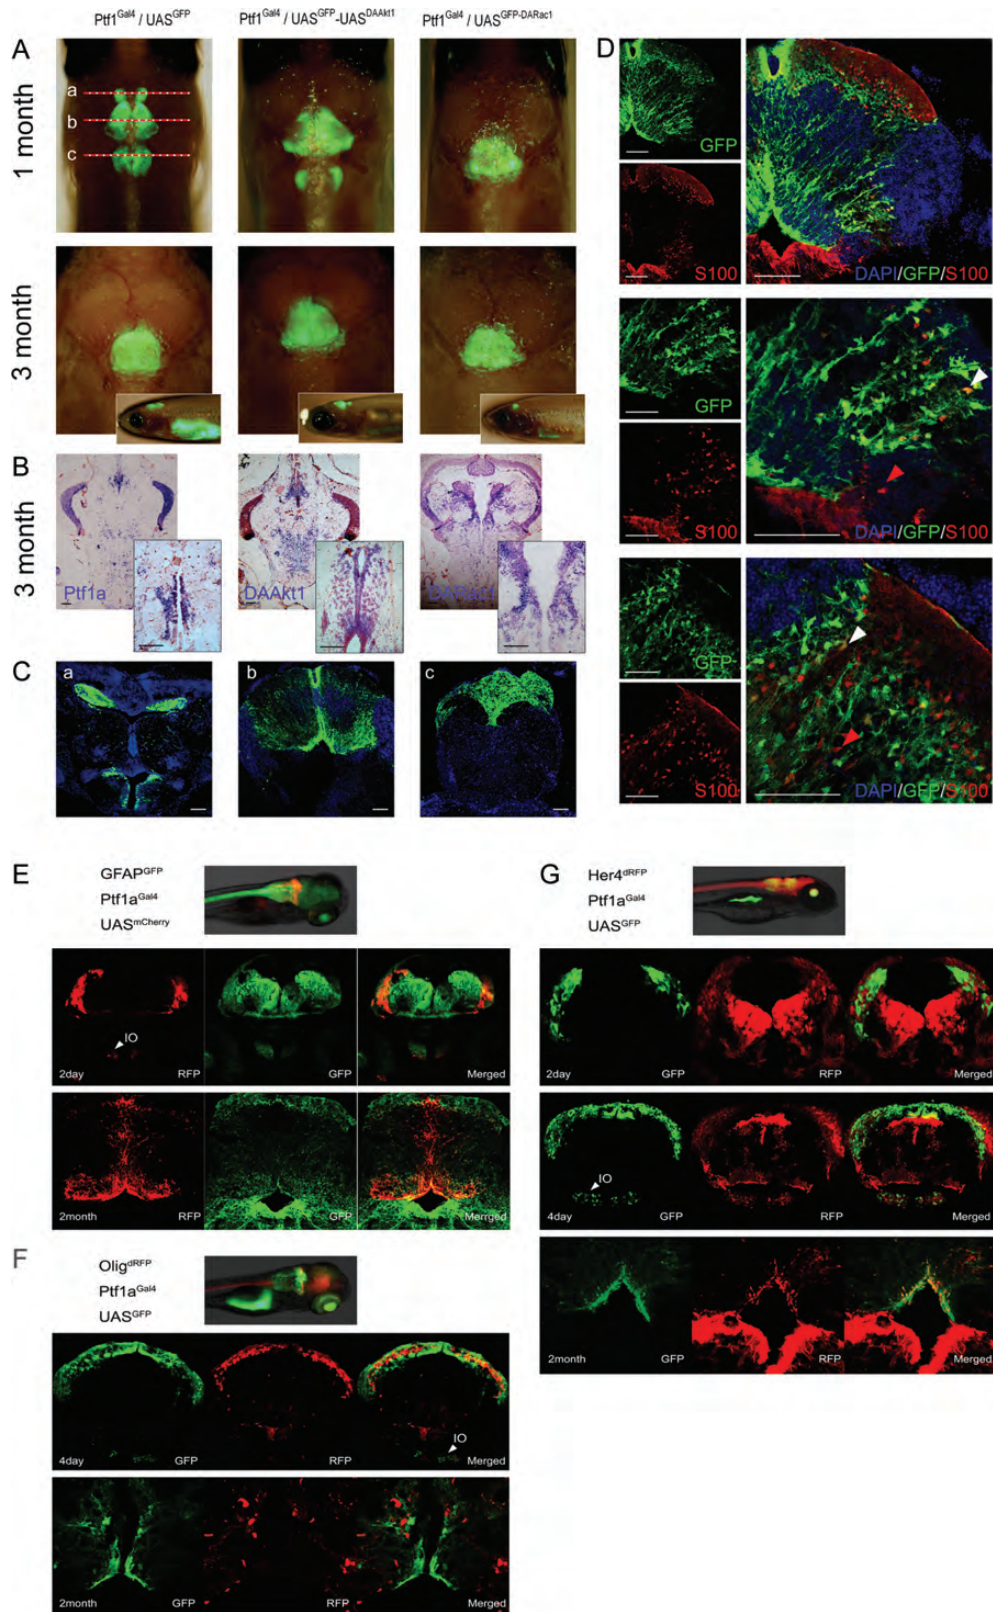 Ptf1Gal4 / UASGFP
Ptf1Gal4 / UASGFP-UASDAAkt1
Ptf1Gal4 / UASGFP-DARac1
A
1 month
a
b
c
3 month
B
3 month
Ptf1a
DAAkt1
DARac1
C
a
b
c
D
GFP
S100
DAPI/GFP/S100
GFP
S100
DAPI/GFP/S100
GFP
S100
DAPI/GFP/S100
E
GFAPGFP
Ptf1aGal4
UASmCherry
IO
2day
RFP
GFP
Merged
2month
RFP
GFP
Merrged
F
OligdRFP
Ptf1aGal4
UASGFP
IO
4day
GFP
RFP
Merged
2month
GFP
RFP
Merged
G
Her4dRFP
Ptf1aGal4
UASGFP
2day
GFP
RFP
Merged
IO
4day
GFP
RFP
Merged
2month
GFP
RFP
Merged